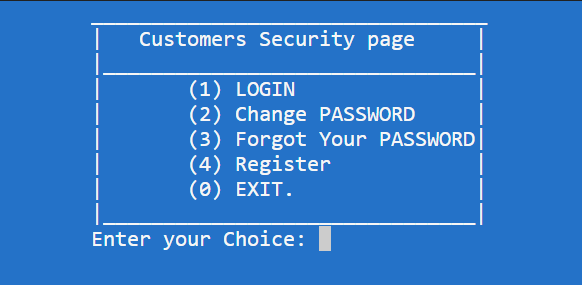 Customers Security page
(1) LOGIN
(2) Change PASSWORD
(3) Forgot Your PASSWORD
(4) Register
(0) EXIT.
Enter your Choice: